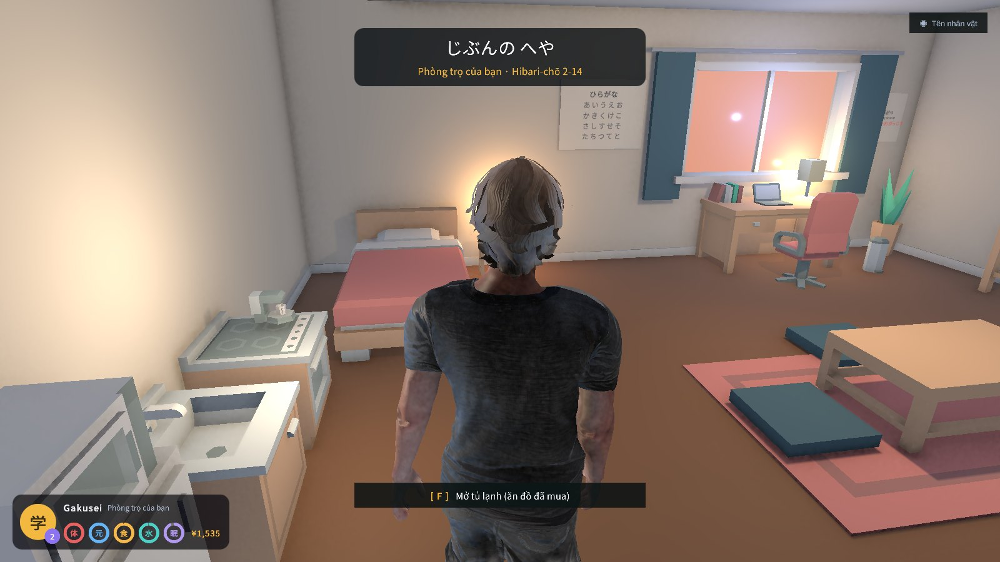 Tên nhân vật
じぶんの へや
Phòng trọ của bạn · Hibari-chō 2-14
ひらがな
あいうえお
かきくけこ
さしすせそ
たちつてと
[ F ] Mở tủ lạnh (ăn đồ đã mua)
学
2
Gakusei Phòng trọ của bạn
体 元 食 水 眠 ¥1,535